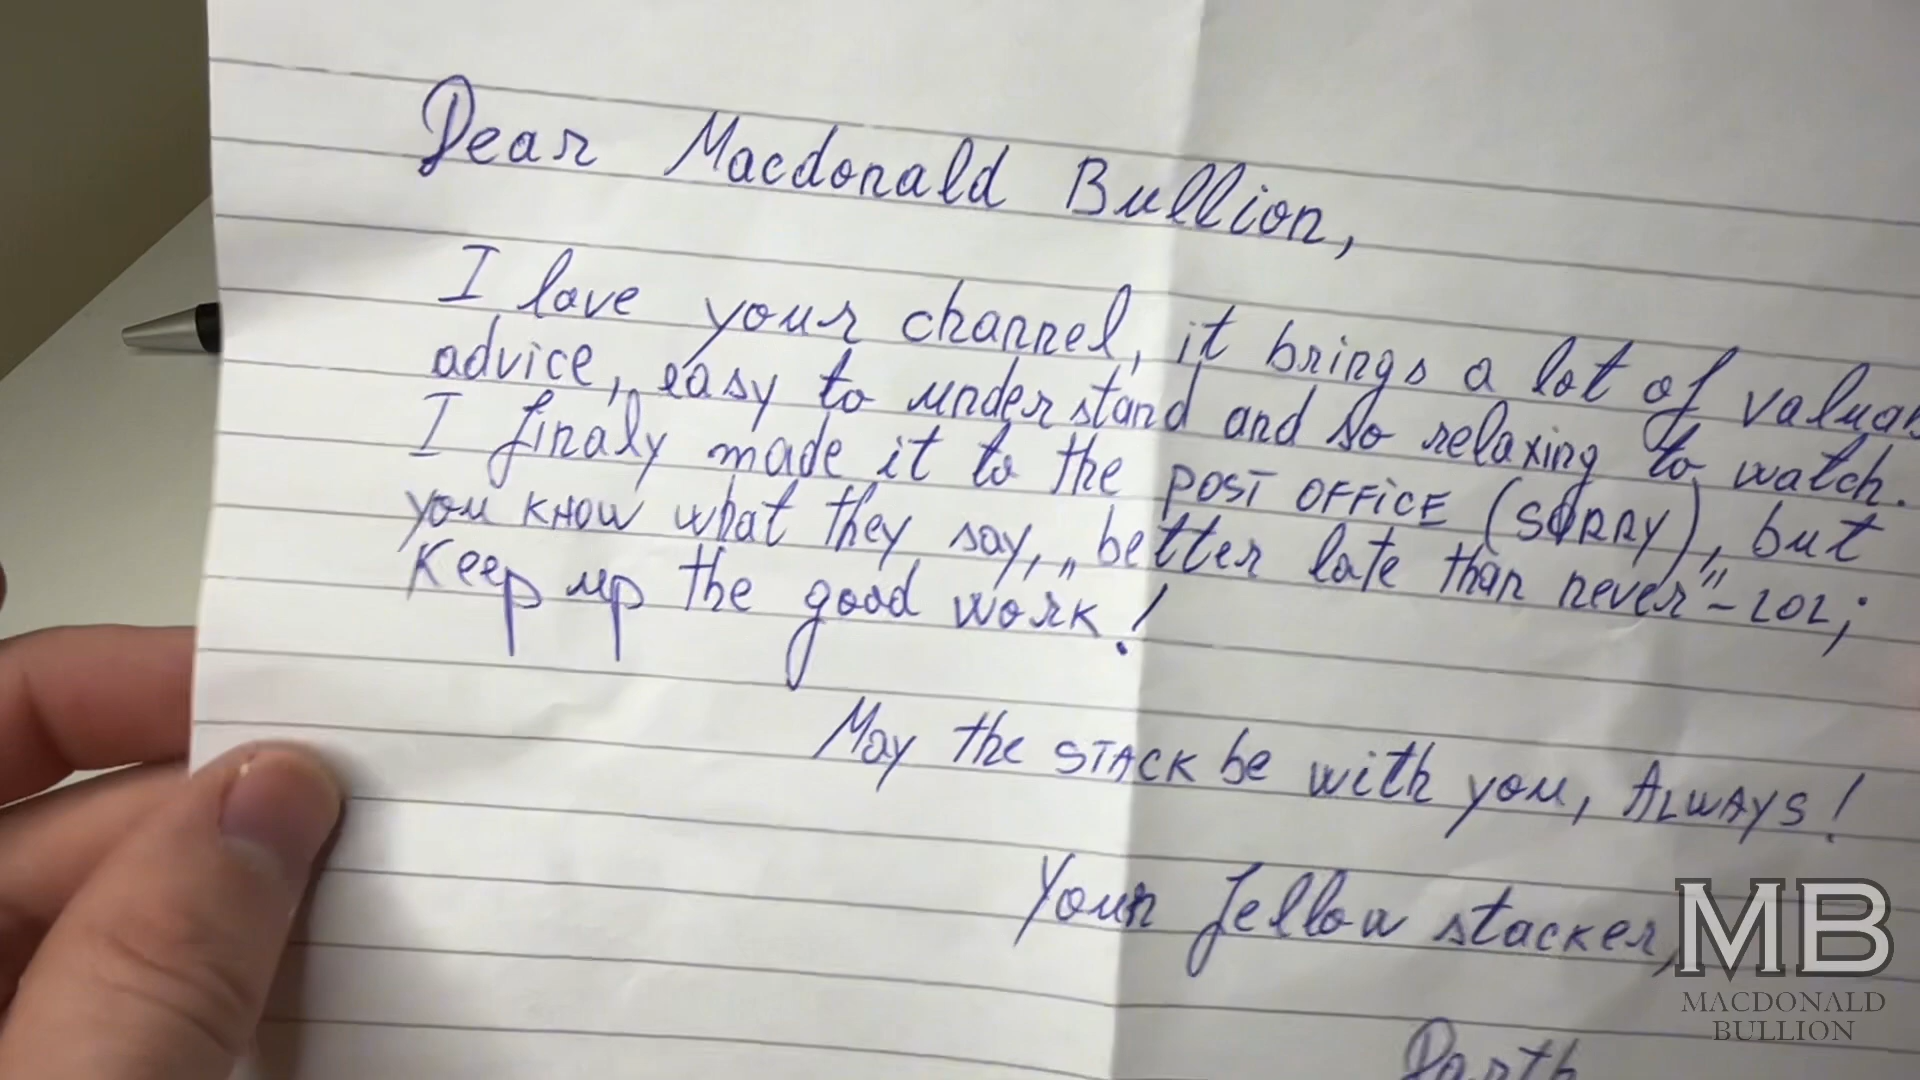 Dear Macdonald Bullion,
I love your channel, it brings a lot of
advice, easy to understand and so relaxing to watch.
I finaly made it to the POST OFFICE (SORRY), but
you know what they say, „better late than never" - LOL;
Keep up the good work!
May the STACK be with you, ALWAYS!
Your fellow stacker,
Darth
MB
MACDONALD
BULLION